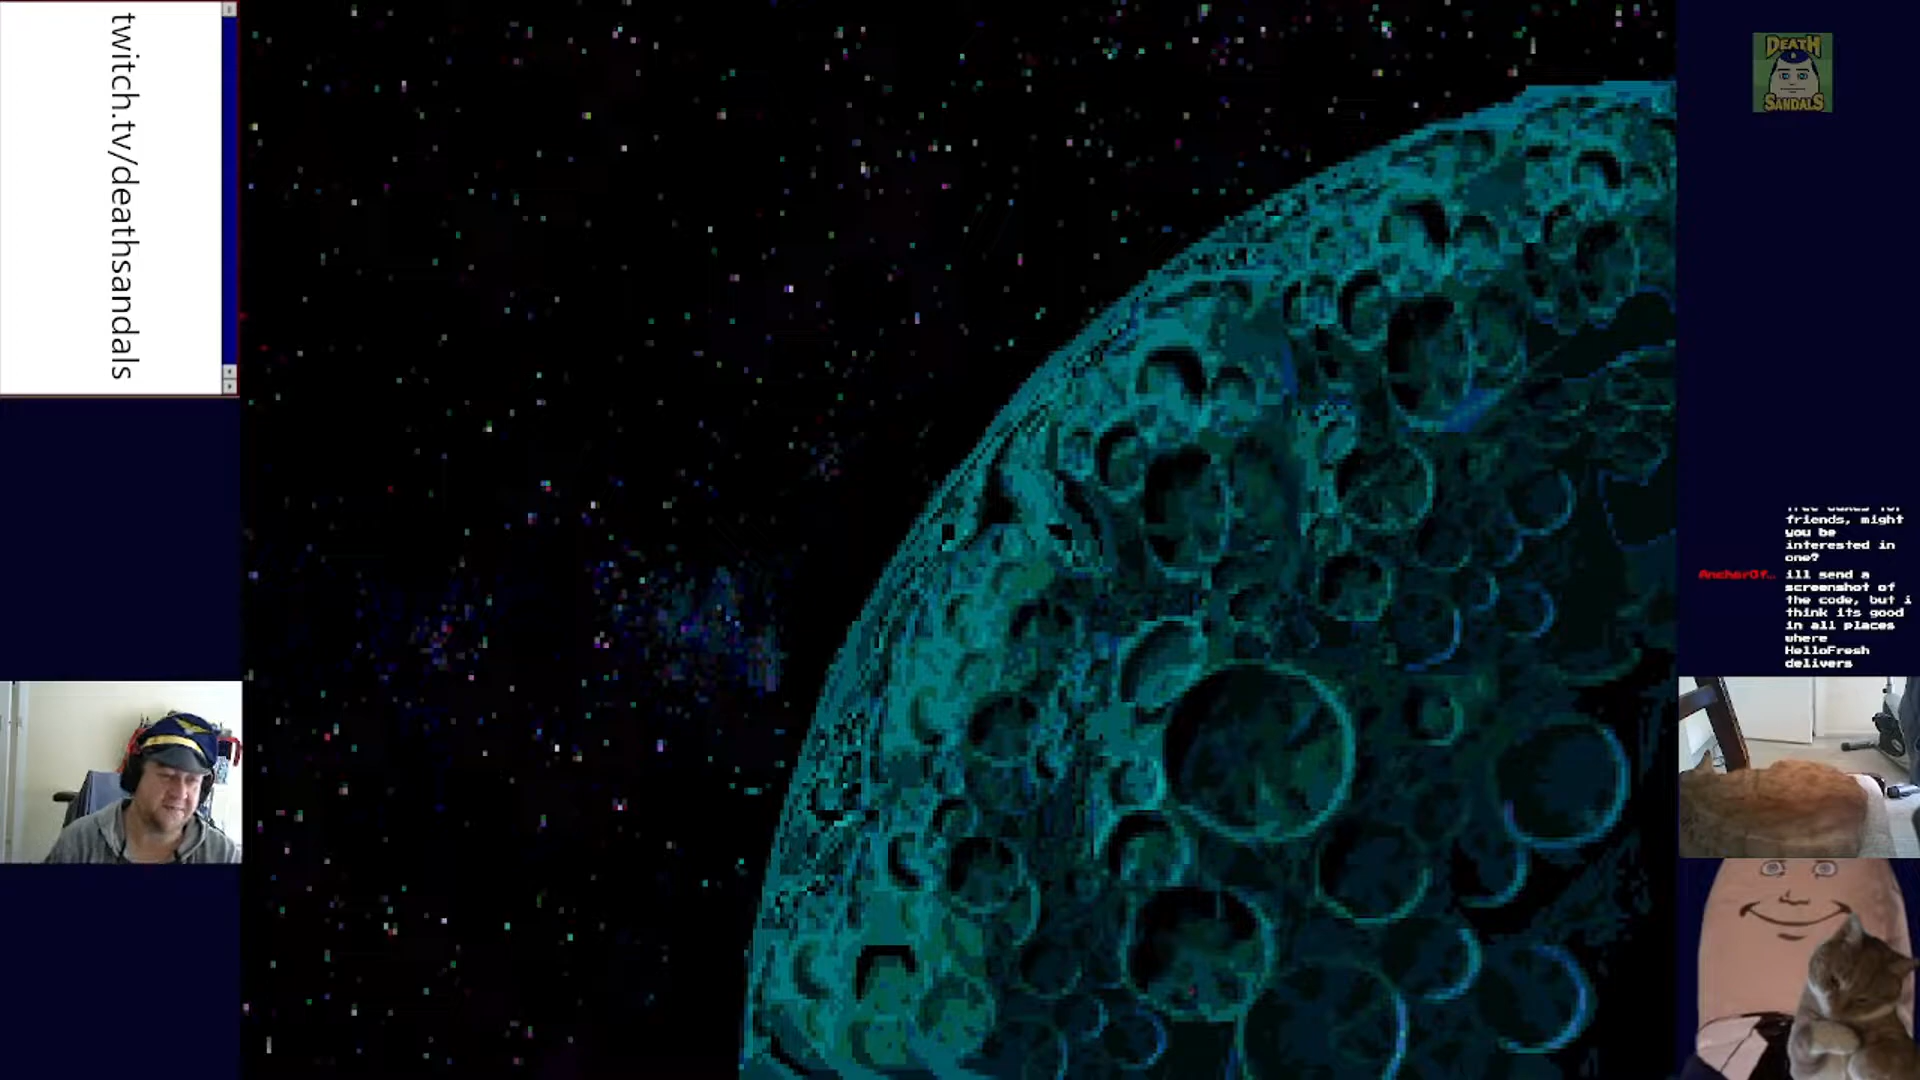 twitch.tv/deathsandals
DEATH
SANDALS
friends, might
you be
interested in
one?
AnchorOf… ill send a
screenshot of
the code, but i
think its good
in all places
where
HelloFresh
delivers